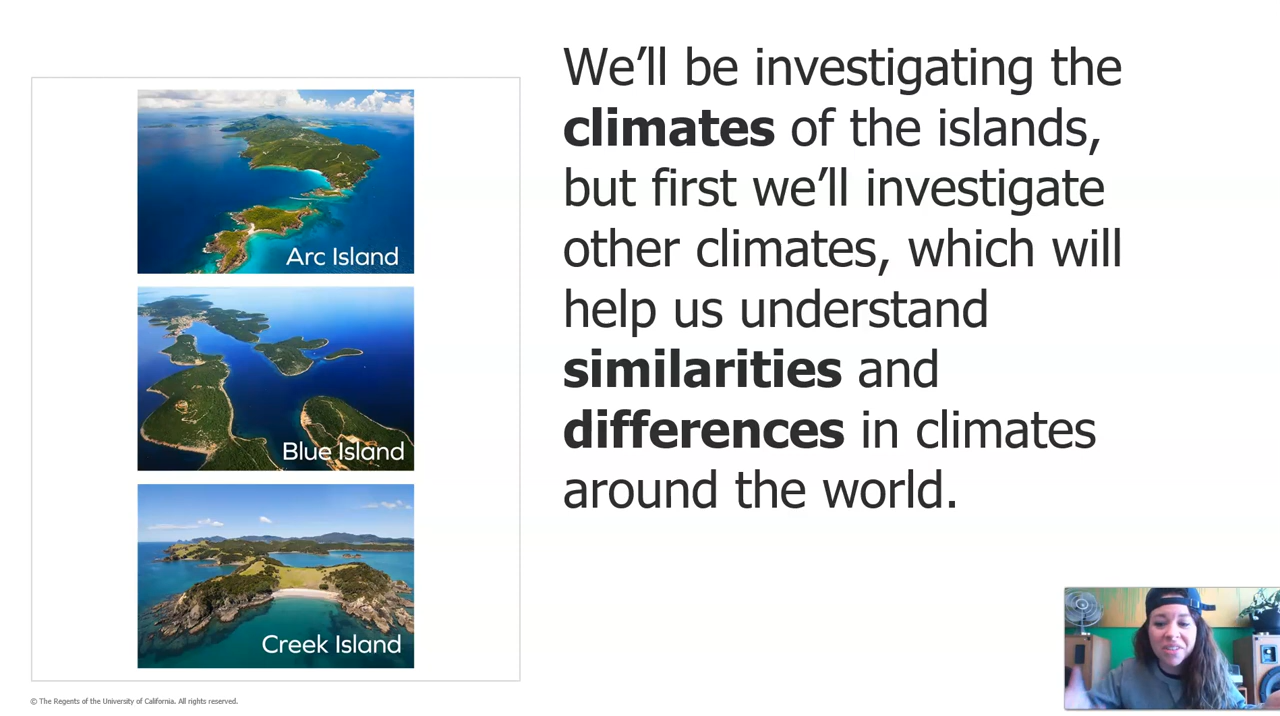 We’ll be investigating the
climates of the islands,
but first we’ll investigate
other climates, which will
help us understand
similarities and
differences in climates
around the world.
Arc Island
Blue Island
Creek Island
© The Regents of the University of California. All rights reserved.